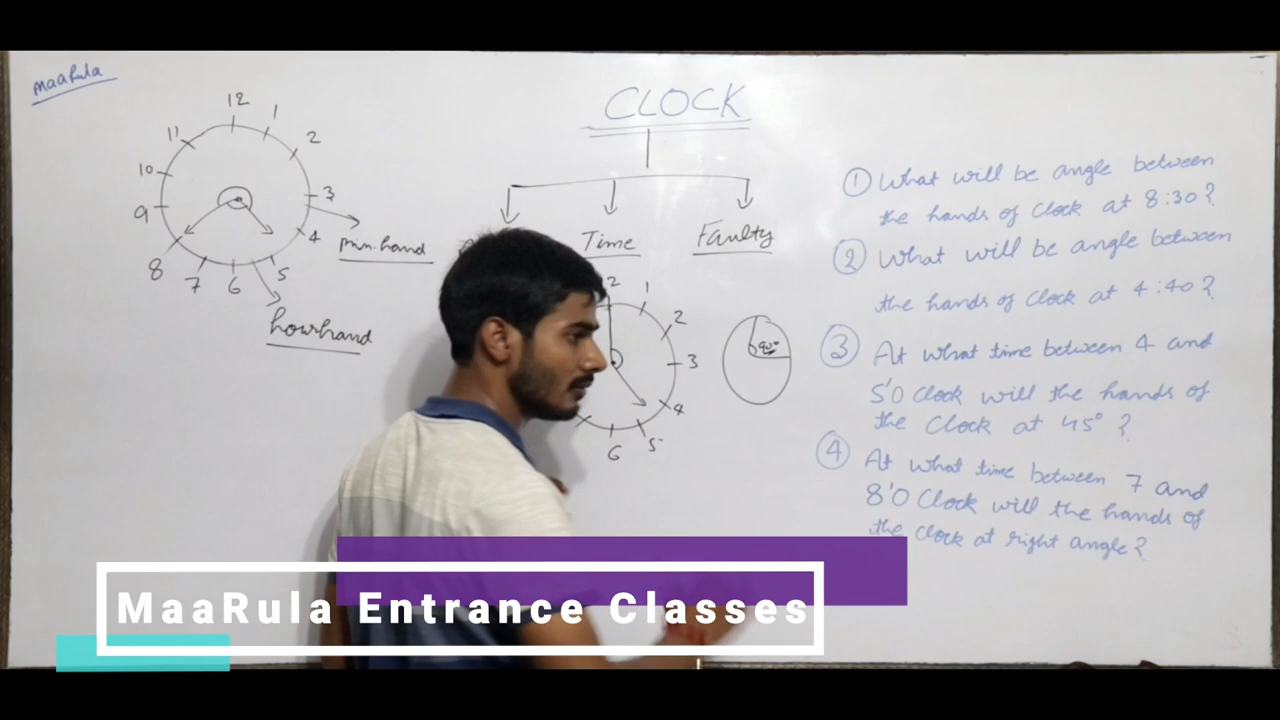 MaaRula
CLOCK
Time
Faulty
12
1
2
3
4
5
6
7
8
9
10
11
min.hand
hourhand
2
1
2
3
4
5
6
90°
① What will be angle between
the hands of Clock at 8:30?
② What will be angle between
the hands of Clock at 4:40?
③ At what time between 4 and
5'O Clock will the hands of
the Clock at 45° ?
④ At what time between 7 and
8'O Clock will the hands of
the clock at right angle?
MaaRula Entrance Classes